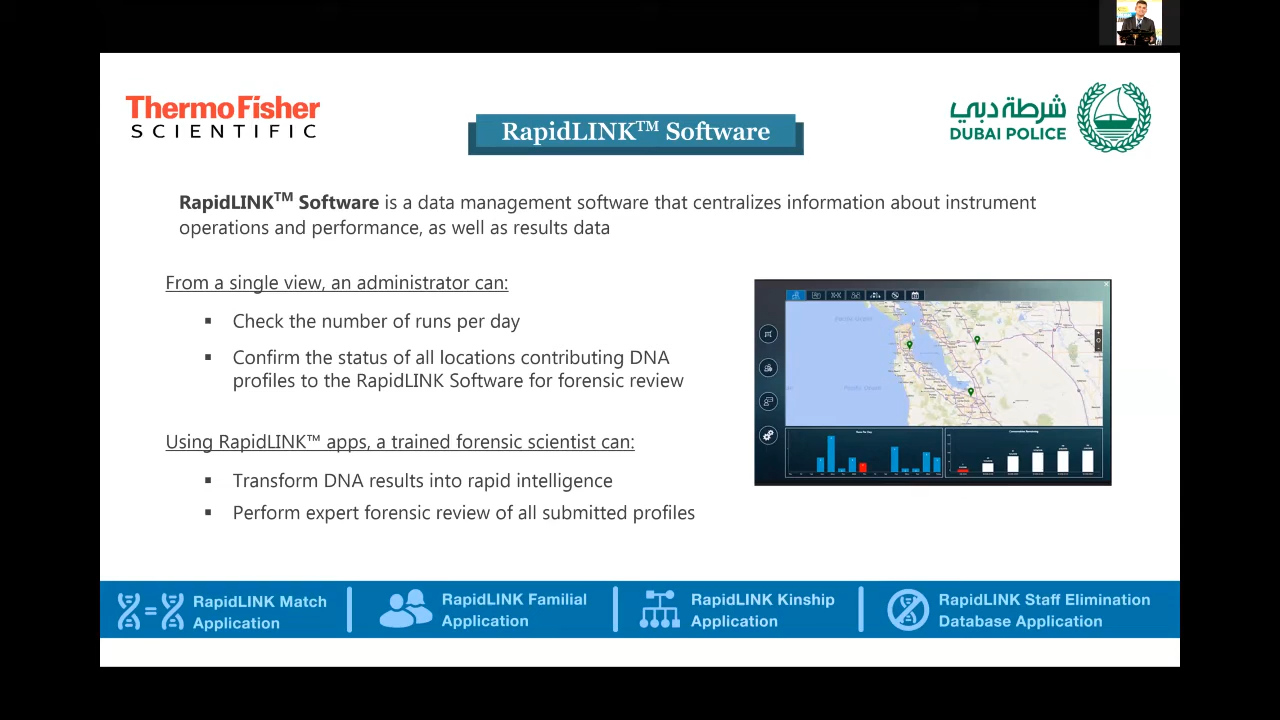 ThermoFisher
SCIENTIFIC
RapidLINK™ Software
شرطة دبي
DUBAI POLICE
RapidLINK™ Software is a data management software that centralizes information about instrument
operations and performance, as well as results data
From a single view, an administrator can:
▪ Check the number of runs per day
▪ Confirm the status of all locations contributing DNA
profiles to the RapidLINK Software for forensic review
Using RapidLINK™ apps, a trained forensic scientist can:
▪ Transform DNA results into rapid intelligence
▪ Perform expert forensic review of all submitted profiles
RapidLINK Match
Application
RapidLINK Familial
Application
RapidLINK Kinship
Application
RapidLINK Staff Elimination
Database Application